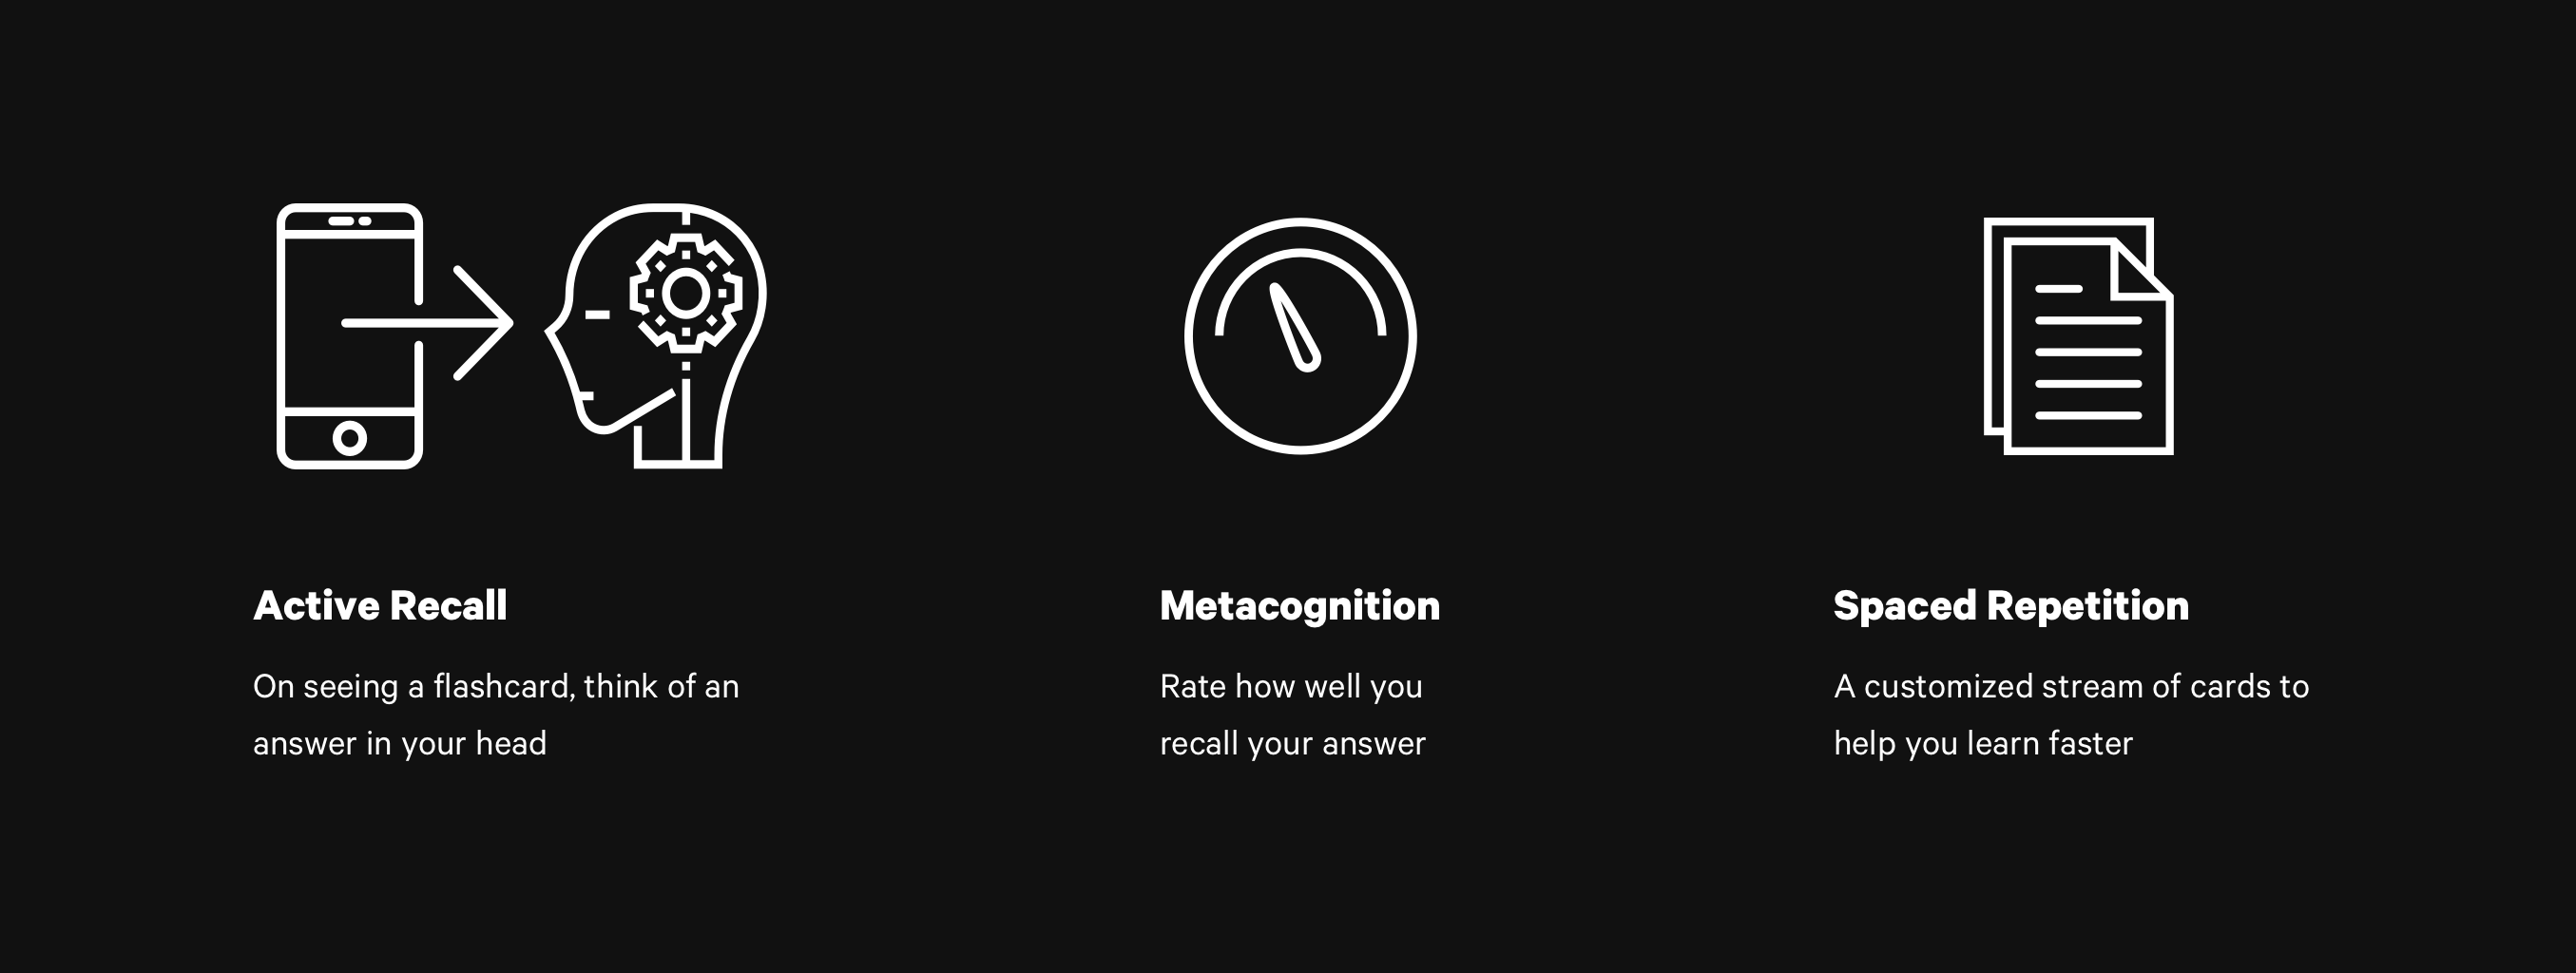 Active Recall
On seeing a flashcard, think of an
answer in your head
Metacognition
Rate how well you
recall your answer
Spaced Repetition
A customized stream of cards to
help you learn faster